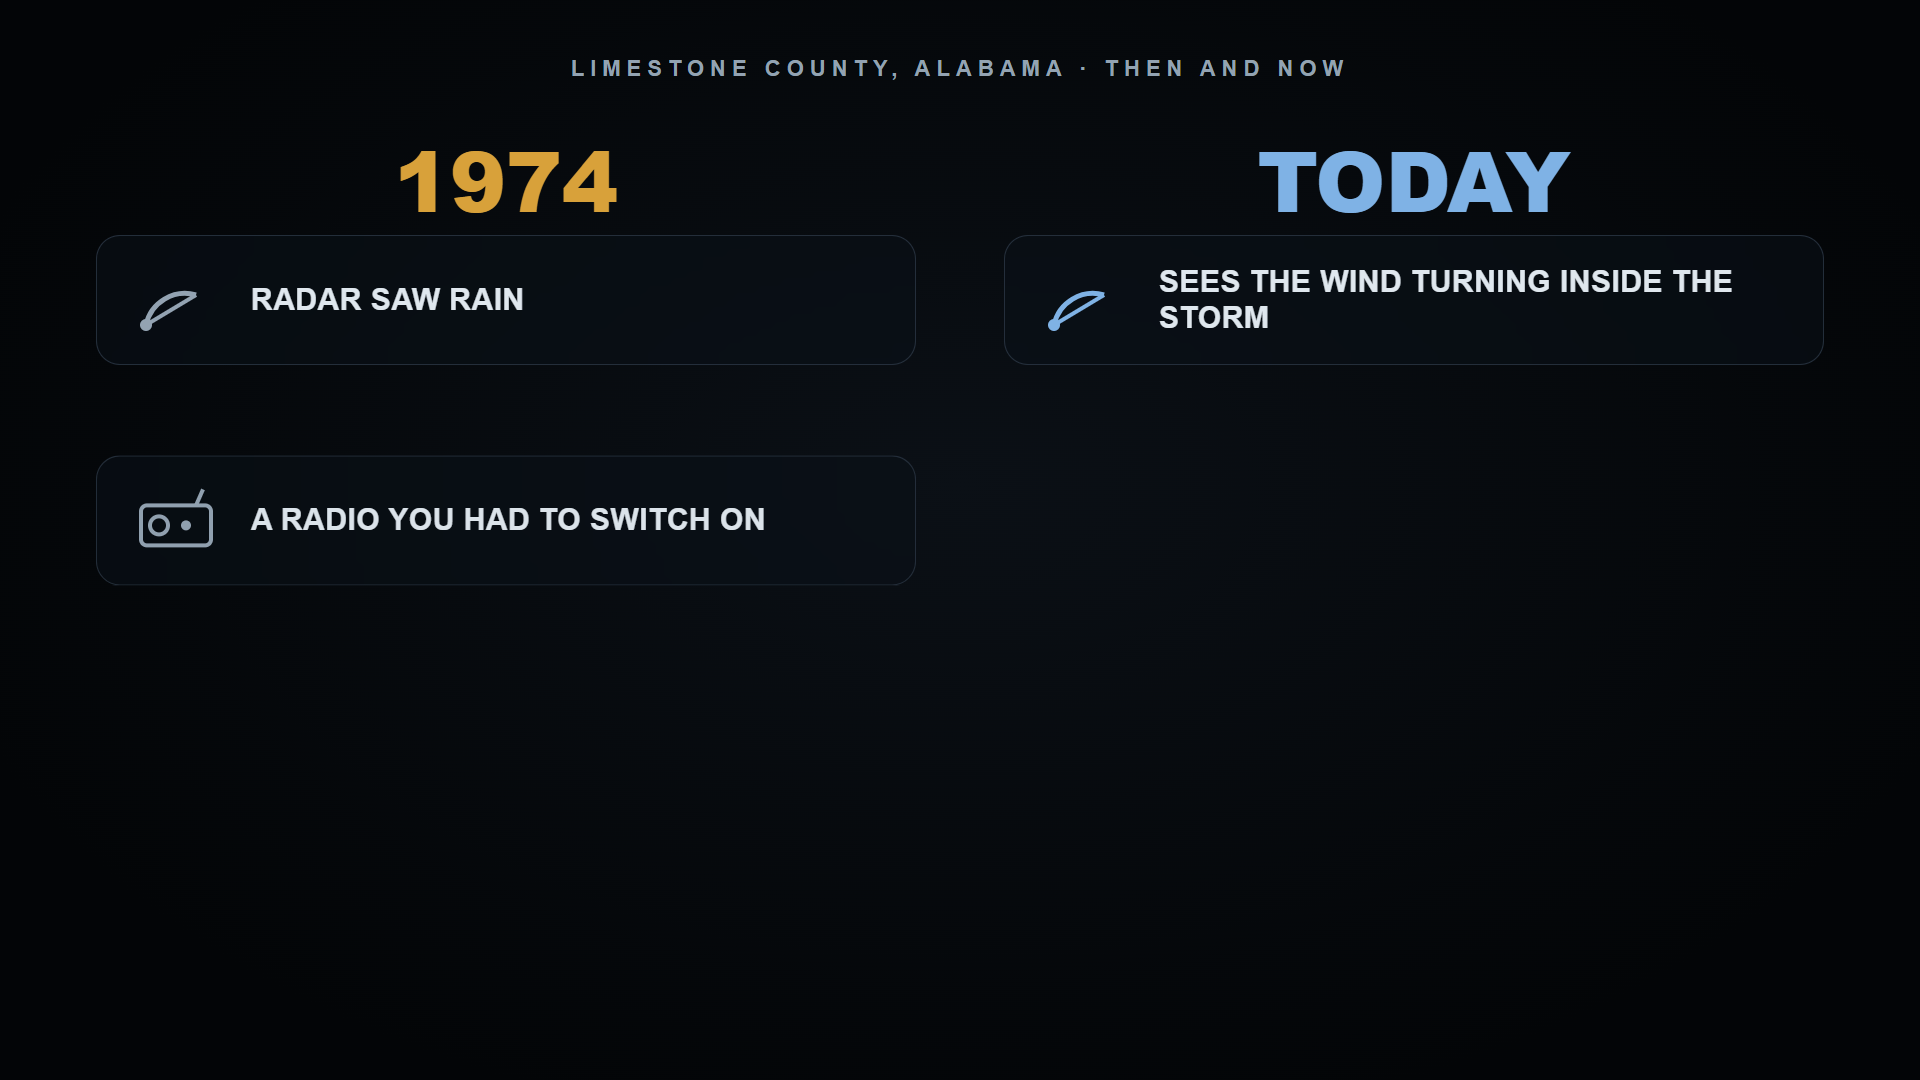 LIMESTONE COUNTY, ALABAMA · THEN AND NOW
1974
TODAY
RADAR SAW RAIN
SEES THE WIND TURNING INSIDE THE
STORM
A RADIO YOU HAD TO SWITCH ON